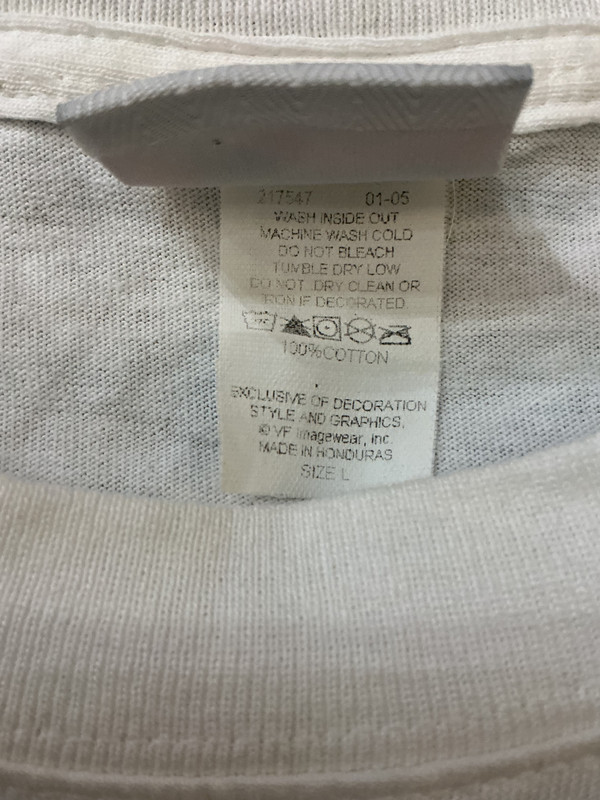 217547 01-05
WASH INSIDE OUT
MACHINE WASH COLD
DO NOT BLEACH
TUMBLE DRY LOW
DO NOT DRY CLEAN OR
IRON IF DECORATED
100%COTTON
EXCLUSIVE OF DECORATION
STYLE AND GRAPHICS,
© VF Imagewear, Inc.
MADE IN HONDURAS
SIZE L